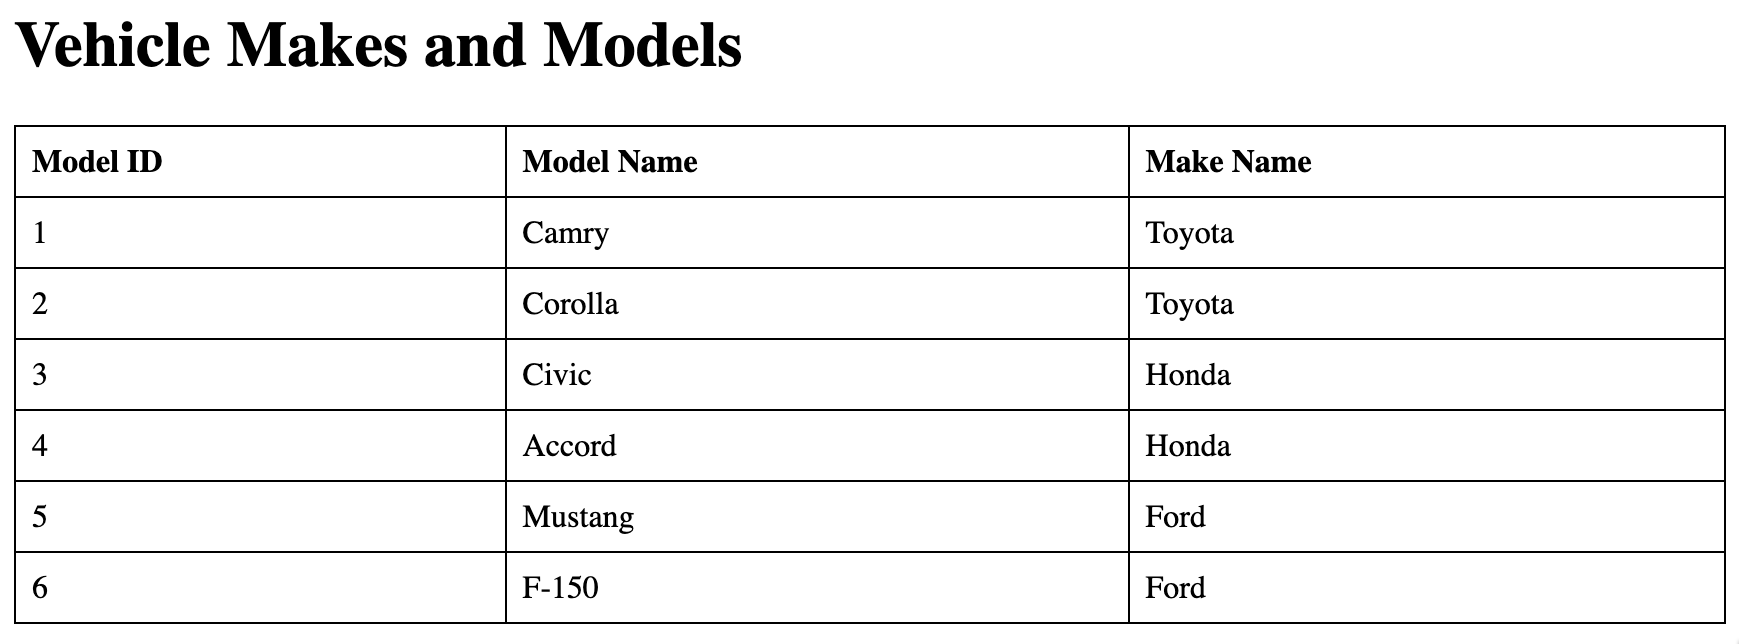 Vehicle Makes and Models
Model ID Model Name Make Name
1 Camry Toyota
2 Corolla Toyota
3 Civic Honda
4 Accord Honda
5 Mustang Ford
6 F-150 Ford